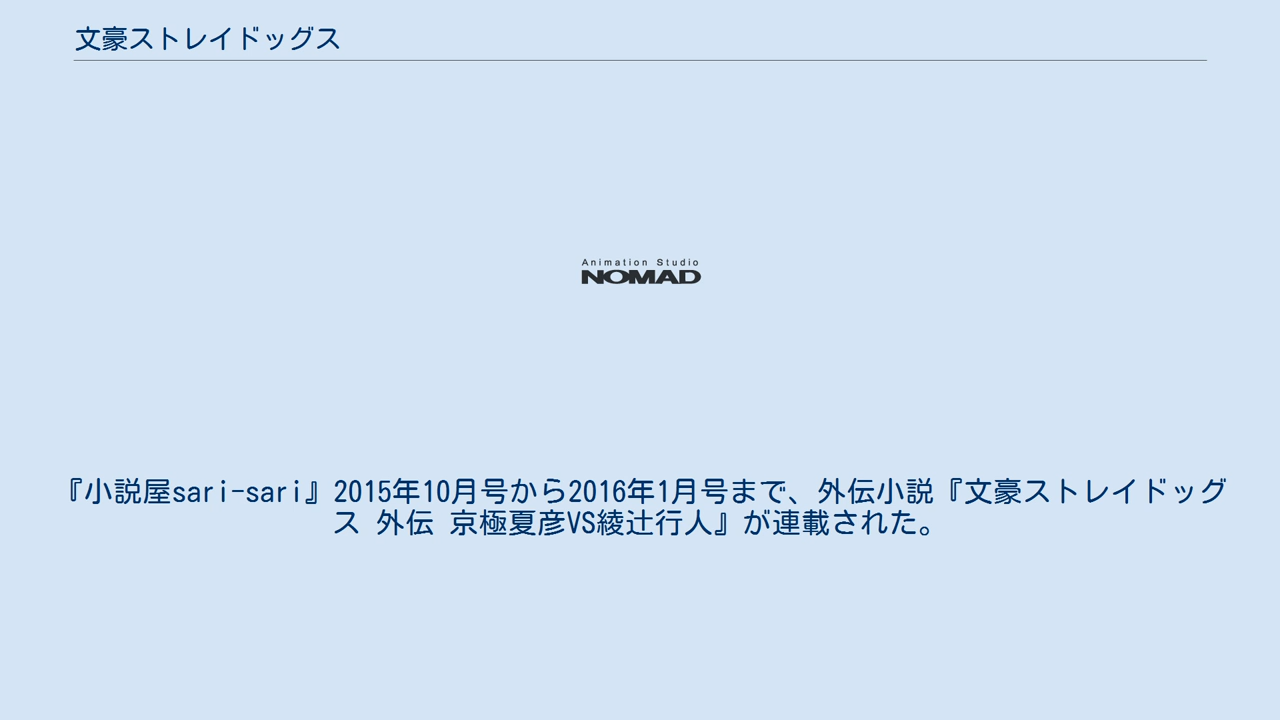 文豪ストレイドッグス
Animation Studio
NOMAD
『小説屋sari-sari』2015年10月号から2016年1月号まで、外伝小説『文豪ストレイドッグ
ス 外伝 京極夏彦VS綾辻行人』が連載された。